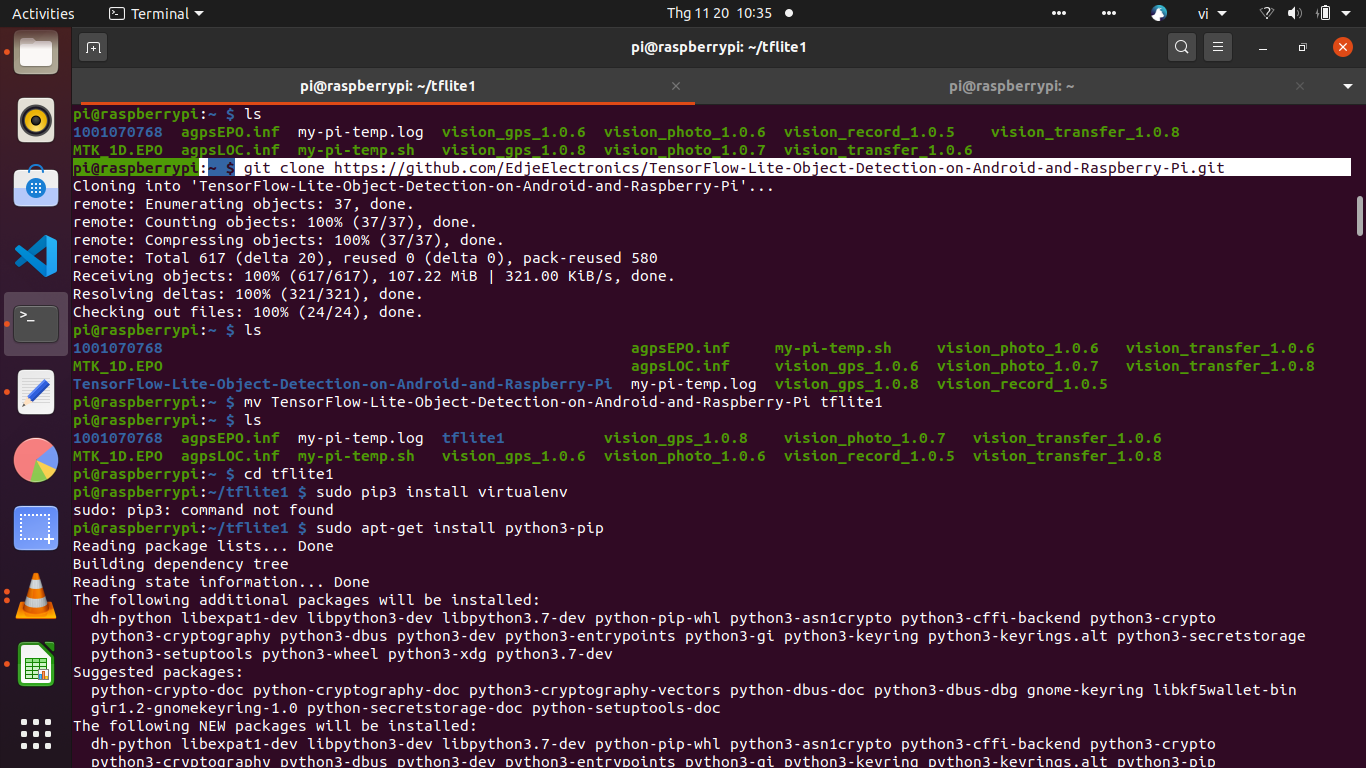 Activities Terminal Thg 11 20 10:35 vi
pi@raspberrypi: ~/tflite1
pi@raspberrypi: ~/tflite1 pi@raspberrypi: ~
pi@raspberrypi:~ $ ls
1001070768 agpsEPO.inf my-pi-temp.log vision_gps_1.0.6 vision_photo_1.0.6 vision_record_1.0.5 vision_transfer_1.0.8
MTK_1D.EPO agpsLOC.inf my-pi-temp.sh vision_gps_1.0.8 vision_photo_1.0.7 vision_transfer_1.0.6
pi@raspberrypi:~ $ git clone https://github.com/EdjeElectronics/TensorFlow-Lite-Object-Detection-on-Android-and-Raspberry-Pi.git
Cloning into 'TensorFlow-Lite-Object-Detection-on-Android-and-Raspberry-Pi'...
remote: Enumerating objects: 37, done.
remote: Counting objects: 100% (37/37), done.
remote: Compressing objects: 100% (37/37), done.
remote: Total 617 (delta 20), reused 0 (delta 0), pack-reused 580
Receiving objects: 100% (617/617), 107.22 MiB | 321.00 KiB/s, done.
Resolving deltas: 100% (321/321), done.
Checking out files: 100% (24/24), done.
pi@raspberrypi:~ $ ls
1001070768 agpsEPO.inf my-pi-temp.sh vision_photo_1.0.6 vision_transfer_1.0.6
MTK_1D.EPO agpsLOC.inf vision_gps_1.0.6 vision_photo_1.0.7 vision_transfer_1.0.8
TensorFlow-Lite-Object-Detection-on-Android-and-Raspberry-Pi my-pi-temp.log vision_gps_1.0.8 vision_record_1.0.5
pi@raspberrypi:~ $ mv TensorFlow-Lite-Object-Detection-on-Android-and-Raspberry-Pi tflite1
pi@raspberrypi:~ $ ls
1001070768 agpsEPO.inf my-pi-temp.log tflite1 vision_gps_1.0.8 vision_photo_1.0.7 vision_transfer_1.0.6
MTK_1D.EPO agpsLOC.inf my-pi-temp.sh vision_gps_1.0.6 vision_photo_1.0.6 vision_record_1.0.5 vision_transfer_1.0.8
pi@raspberrypi:~ $ cd tflite1
pi@raspberrypi:~/tflite1 $ sudo pip3 install virtualenv
sudo: pip3: command not found
pi@raspberrypi:~/tflite1 $ sudo apt-get install python3-pip
Reading package lists... Done
Building dependency tree
Reading state information... Done
The following additional packages will be installed:
dh-python libexpat1-dev libpython3-dev libpython3.7-dev python-pip-whl python3-asn1crypto python3-cffi-backend python3-crypto
python3-cryptography python3-dbus python3-dev python3-entrypoints python3-gi python3-keyring python3-keyrings.alt python3-secretstorage
python3-setuptools python3-wheel python3-xdg python3.7-dev
Suggested packages:
python-crypto-doc python-cryptography-doc python3-cryptography-vectors python-dbus-doc python3-dbus-dbg gnome-keyring libkf5wallet-bin
gir1.2-gnomekeyring-1.0 python-secretstorage-doc python-setuptools-doc
The following NEW packages will be installed:
dh-python libexpat1-dev libpython3-dev libpython3.7-dev python-pip-whl python3-asn1crypto python3-cffi-backend python3-crypto
python3-cryptography python3-dbus python3-dev python3-entrypoints python3-gi python3-keyring python3-keyrings.alt python3-pip